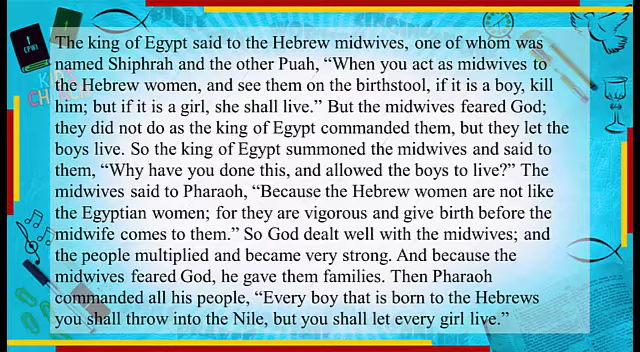 The king of Egypt said to the Hebrew midwives, one of whom was
named Shiphrah and the other Puah, “When you act as midwives to
the Hebrew women, and see them on the birthstool, if it is a boy, kill
him; but if it is a girl, she shall live.” But the midwives feared God;
they did not do as the king of Egypt commanded them, but they let the
boys live. So the king of Egypt summoned the midwives and said to
them, “Why have you done this, and allowed the boys to live?” The
midwives said to Pharaoh, “Because the Hebrew women are not like
the Egyptian women; for they are vigorous and give birth before the
midwife comes to them.” So God dealt well with the midwives; and
the people multiplied and became very strong. And because the
midwives feared God, he gave them families. Then Pharaoh
commanded all his people, “Every boy that is born to the Hebrews
you shall throw into the Nile, but you shall let every girl live.”